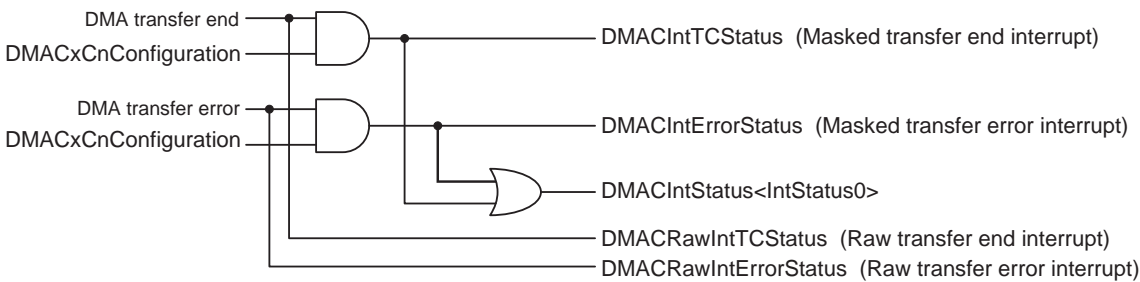 DMA transfer end
DMACIntTCStatus (Masked transfer end interrupt)
DMACxCnConfiguration
DMA transfer error
DMACIntErrorStatus (Masked transfer error interrupt)
DMACxCnConfiguration
DMACIntStatus<IntStatus0>
DMACRawIntTCStatus (Raw transfer end interrupt)
DMACRawIntErrorStatus (Raw transfer error interrupt)